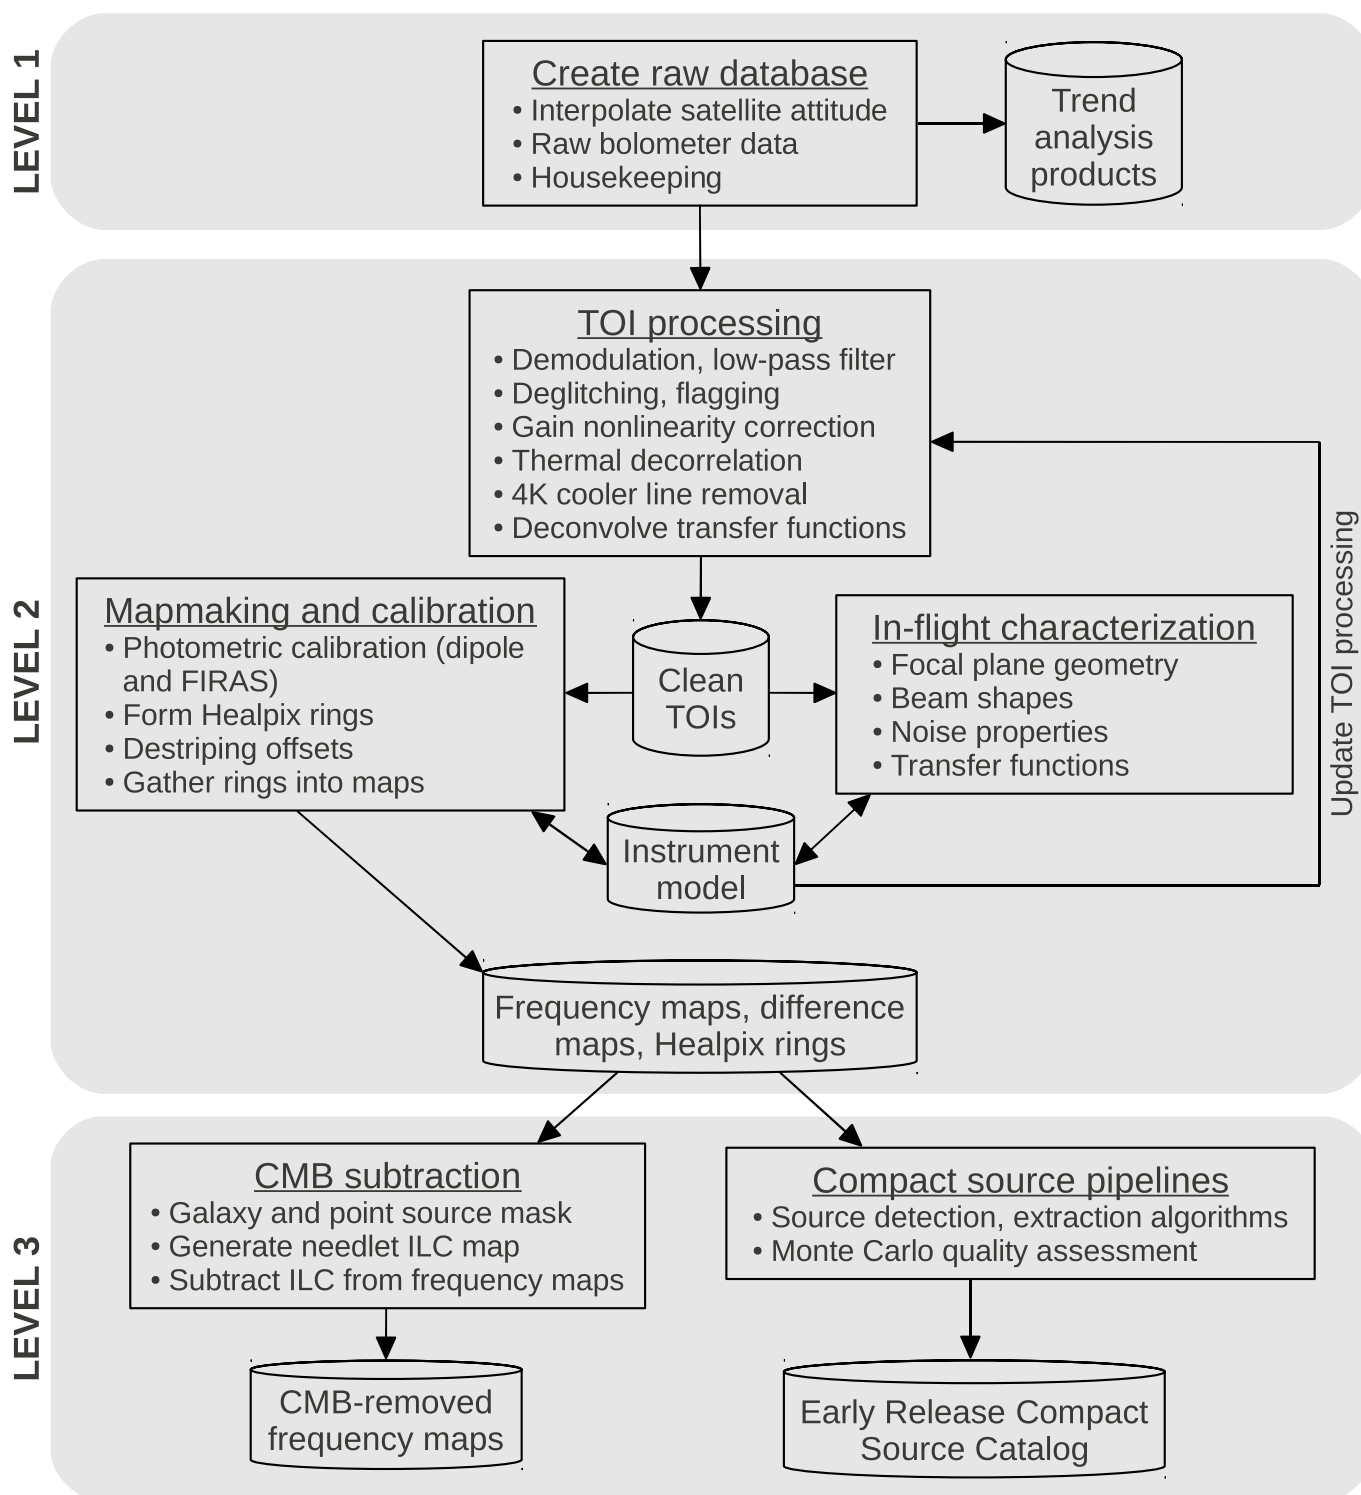 LEVEL 1
Create raw database
• Interpolate satellite attitude
• Raw bolometer data
• Housekeeping
Trend
analysis
products
LEVEL 2
TOI processing
• Demodulation, low-pass filter
• Deglitching, flagging
• Gain nonlinearity correction
• Thermal decorrelation
• 4K cooler line removal
• Deconvolve transfer functions
Mapmaking and calibration
• Photometric calibration (dipole
and FIRAS)
• Form Healpix rings
• Destriping offsets
• Gather rings into maps
Clean
TOIs
In-flight characterization
• Focal plane geometry
• Beam shapes
• Noise properties
• Transfer functions
Update TOI processing
Instrument
model
Frequency maps, difference
maps, Healpix rings
LEVEL 3
CMB subtraction
• Galaxy and point source mask
• Generate needlet ILC map
• Subtract ILC from frequency maps
Compact source pipelines
• Source detection, extraction algorithms
• Monte Carlo quality assessment
CMB-removed
frequency maps
Early Release Compact
Source Catalog